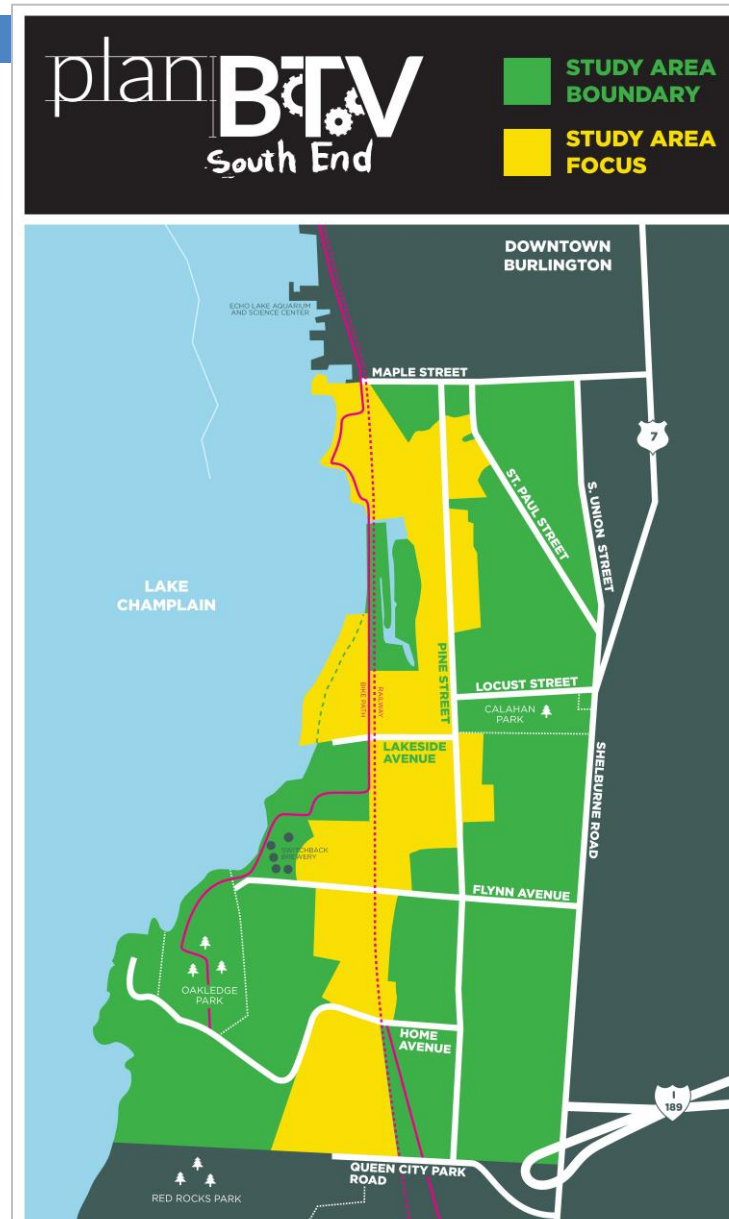 plan BTV
South End
STUDY AREA
BOUNDARY
STUDY AREA
FOCUS
DOWNTOWN
BURLINGTON
ECHO LAKE AQUARIUM
AND SCIENCE CENTER
MAPLE STREET
7
ST. PAUL STREET
S. UNION STREET
LAKE
CHAMPLAIN
PINE STREET
LOCUST STREET
CALAHAN
PARK
RAILWAY
BIKE PATH
LAKESIDE
AVENUE
SHELBURNE ROAD
SWITCHBACK
BREWERY
FLYNN AVENUE
OAKLEDGE
PARK
HOME
AVENUE
I
189
QUEEN CITY PARK
ROAD
RED ROCKS PARK